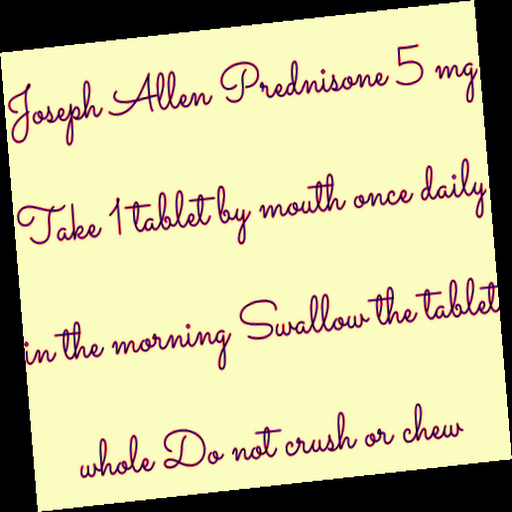 Joseph Allen Prednisone 5 mg
Take 1 tablet by mouth once daily
in the morning Swallow the tablet
whole Do not crush or chew